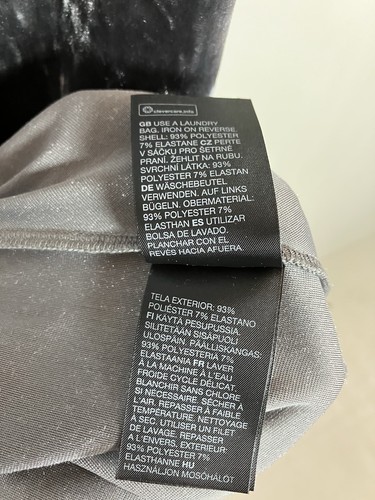 clevercare.info
GB USE A LAUNDRY
BAG. IRON ON REVERSE.
SHELL: 93% POLYESTER
7% ELASTANE CZ PERTE
V SÁČKU PRO ŠETRNÉ
PRANÍ. ŽEHLIT NA RUBU.
SVRCHNÍ LÁTKA: 93%
POLYESTER 7% ELASTAN
DE WÄSCHEBEUTEL
VERWENDEN. AUF LINKS
BÜGELN. OBERMATERIAL:
93% POLYESTER 7%
ELASTHAN ES UTILIZAR
BOLSA DE LAVADO.
PLANCHAR CON EL
REVÉS HACIA AFUERA.
TELA EXTERIOR: 93%
POLIÉSTER 7% ELASTANO
FI KÄYTÄ PESUPUSSIA
SILITETÄÄN SISÄPUOLI
ULOSPÄIN. PÄÄLLISKANGAS:
93% POLYESTERIA 7%
ELASTAANIA FR LAVER
À LA MACHINE À L'EAU
FROIDE CYCLE DÉLICAT.
BLANCHIR SANS CHLORE
SI NECESSAIRE. SÉCHER À
L'AIR. REPASSER À FAIBLE
TEMPÉRATURE. NETTOYAGE
À SEC. UTILISER UN FILET
DE LAVAGE. REPASSER
A L'ENVERS. EXTERIEUR:
93% POLYESTER 7%
ELASTHANNE HU
HASZNÁLJON MOSÓHÁLÓT